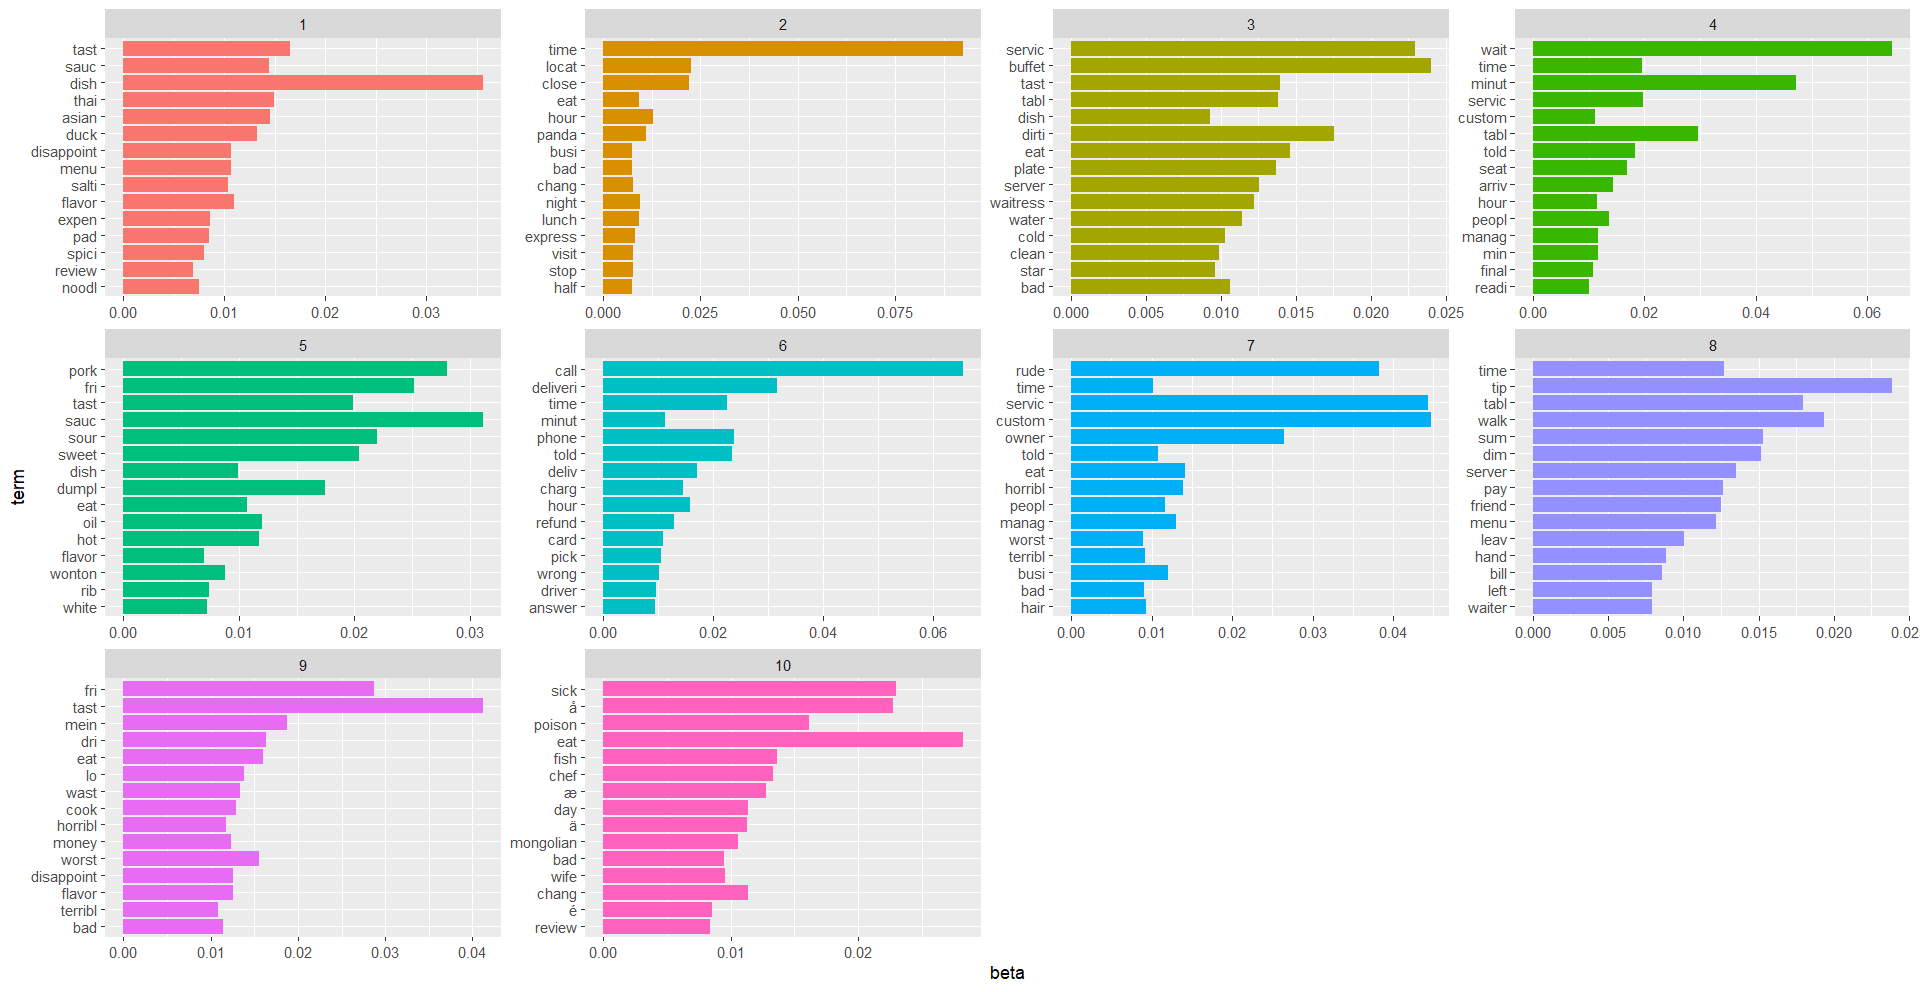 1
tast
sauc
dish
thai
asian
duck
disappoint
menu
salti
flavor
expen
pad
spici
review
noodl
0.00 0.01 0.02 0.03
2
time
locat
close
eat
hour
panda
busi
bad
chang
night
lunch
express
visit
stop
half
0.000 0.025 0.050 0.075
3
servic
buffet
tast
tabl
dish
dirti
eat
plate
server
waitress
water
cold
clean
star
bad
0.000 0.005 0.010 0.015 0.020 0.025
4
wait
time
minut
servic
custom
tabl
told
seat
arriv
hour
peopl
manag
min
final
readi
0.00 0.02 0.04 0.06
5
pork
fri
tast
sauc
sour
sweet
dish
dumpl
eat
oil
hot
flavor
wonton
rib
white
0.00 0.01 0.02 0.03
6
call
deliveri
time
minut
phone
told
deliv
charg
hour
refund
card
pick
wrong
driver
answer
0.00 0.02 0.04 0.06
7
rude
time
servic
custom
owner
told
eat
horribl
peopl
manag
worst
terribl
busi
bad
hair
0.00 0.01 0.02 0.03 0.04
8
time
tip
tabl
walk
sum
dim
server
pay
friend
menu
leav
hand
bill
left
waiter
0.000 0.005 0.010 0.015 0.020 0.02
9
fri
tast
mein
dri
eat
lo
wast
cook
horribl
money
worst
disappoint
flavor
terribl
bad
0.00 0.01 0.02 0.03 0.04
10
sick
å
poison
eat
fish
chef
æ
day
ä
mongolian
bad
wife
chang
é
review
0.00 0.01 0.02
term
beta